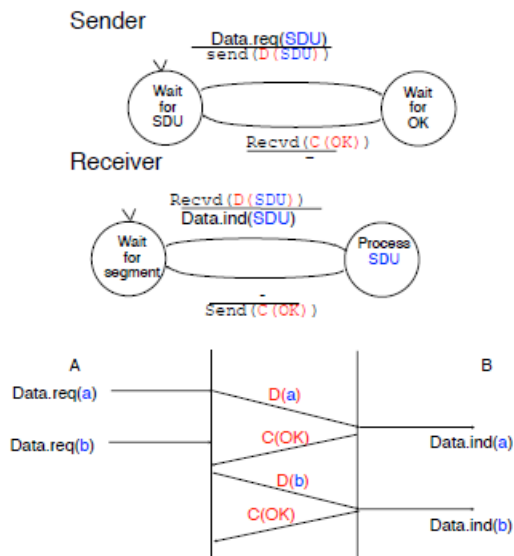 Sender
Data.req(SDU)
send(D(SDU))
Wait
for
SDU
Wait
for
OK
Recvd(C(OK))
-
Receiver
Recvd(D(SDU))
Data.ind(SDU)
Wait
for
segment
Process
SDU
-
Send(C(OK))
A
B
Data.req(a)
D(a)
Data.req(b)
C(OK)
Data.ind(a)
D(b)
C(OK)
Data.ind(b)